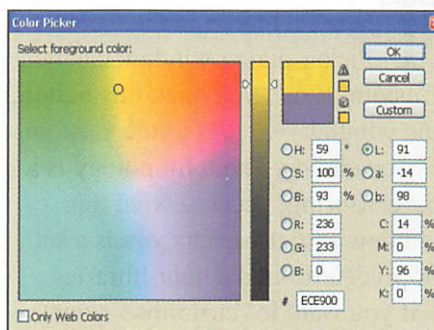 Color Picker
Select foreground color:
OK
Cancel
Custom
H: 59 °
S: 100 %
B: 93 %
R: 236
G: 233
B: 0
L: 91
a: -14
b: 98
C: 14 %
M: 0 %
Y: 96 %
K: 0 %
# ECE900
Only Web Colors